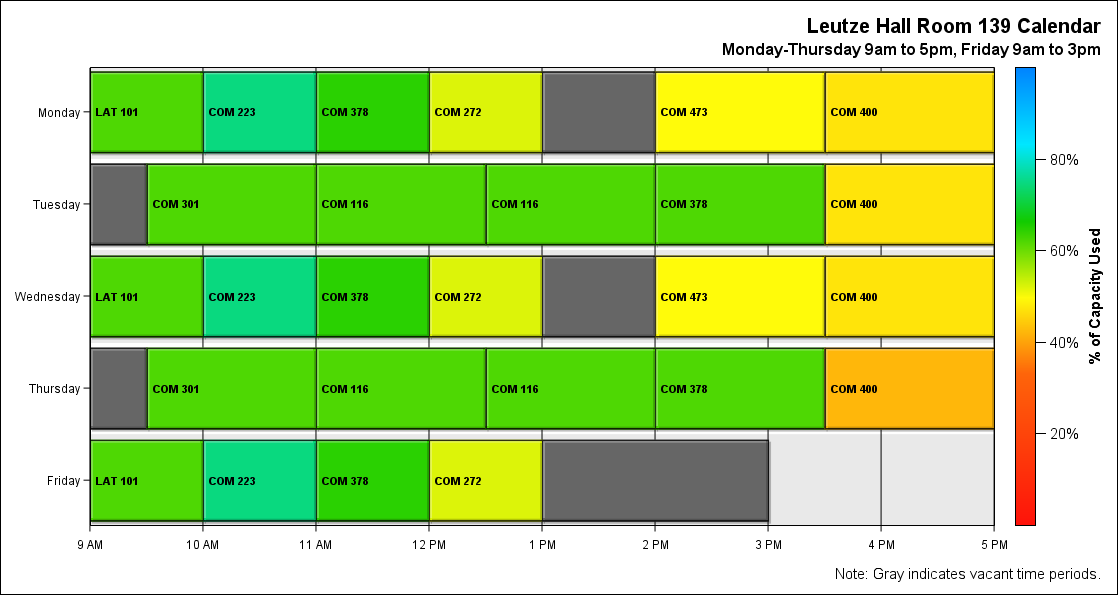 Leutze Hall Room 139 Calendar
Monday-Thursday 9am to 5pm, Friday 9am to 3pm
Monday
LAT 101
COM 223
COM 378
COM 272
COM 473
COM 400
Tuesday
COM 301
COM 116
COM 116
COM 378
COM 400
Wednesday
LAT 101
COM 223
COM 378
COM 272
COM 473
COM 400
Thursday
COM 301
COM 116
COM 116
COM 378
COM 400
Friday
LAT 101
COM 223
COM 378
COM 272
9 AM
10 AM
11 AM
12 PM
1 PM
2 PM
3 PM
4 PM
5 PM
80%
60%
40%
20%
% of Capacity Used
Note: Gray indicates vacant time periods.